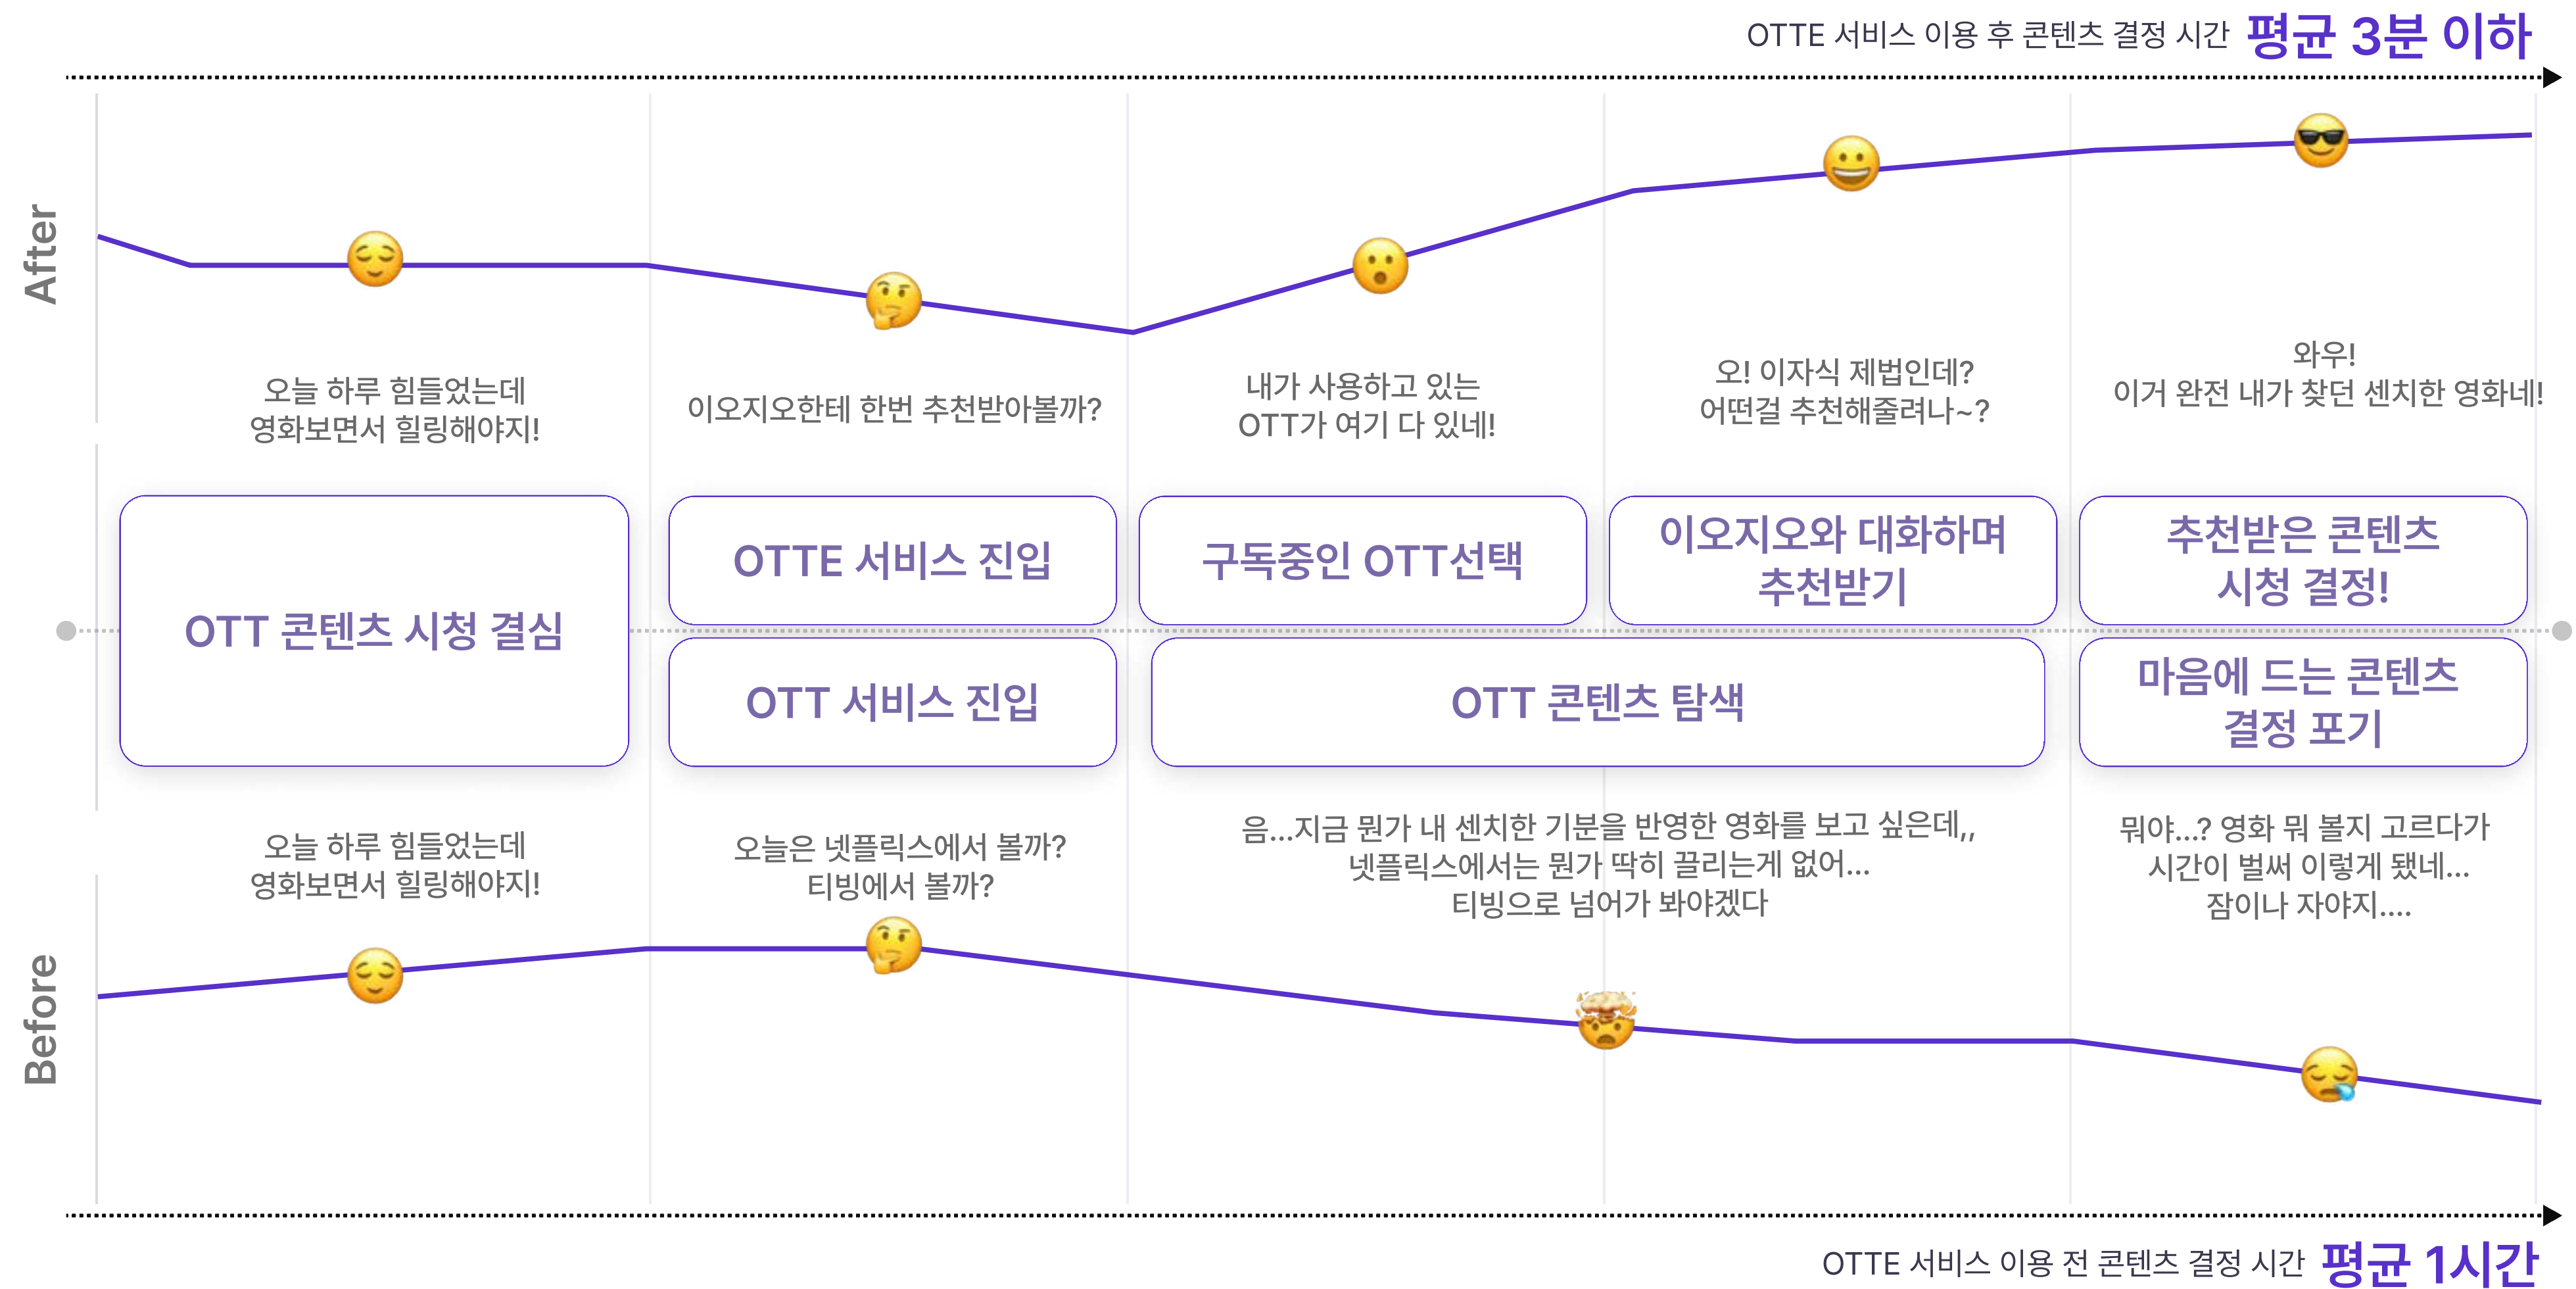 OTTE 서비스 이용 후 콘텐츠 결정 시간 평균 3분 이하
After
오늘 하루 힘들었는데
영화보면서 힐링해야지!
이오지오한테 한번 추천받아볼까?
내가 사용하고 있는
OTT가 여기 다 있네!
오! 이자식 제법인데?
어떤걸 추천해줄려나~?
와우!
이거 완전 내가 찾던 센치한 영화네!
OTT 콘텐츠 시청 결심
OTTE 서비스 진입
구독중인 OTT선택
이오지오와 대화하며
추천받기
추천받은 콘텐츠
시청 결정!
OTT 서비스 진입
OTT 콘텐츠 탐색
마음에 드는 콘텐츠
결정 포기
Before
오늘 하루 힘들었는데
영화보면서 힐링해야지!
오늘은 넷플릭스에서 볼까?
티빙에서 볼까?
음...지금 뭔가 내 센치한 기분을 반영한 영화를 보고 싶은데,,
넷플릭스에서는 뭔가 딱히 끌리는게 없어...
티빙으로 넘어가 봐야겠다
뭐야...? 영화 뭐 볼지 고르다가
시간이 벌써 이렇게 됐네...
잠이나 자야지....
OTTE 서비스 이용 전 콘텐츠 결정 시간 평균 1시간